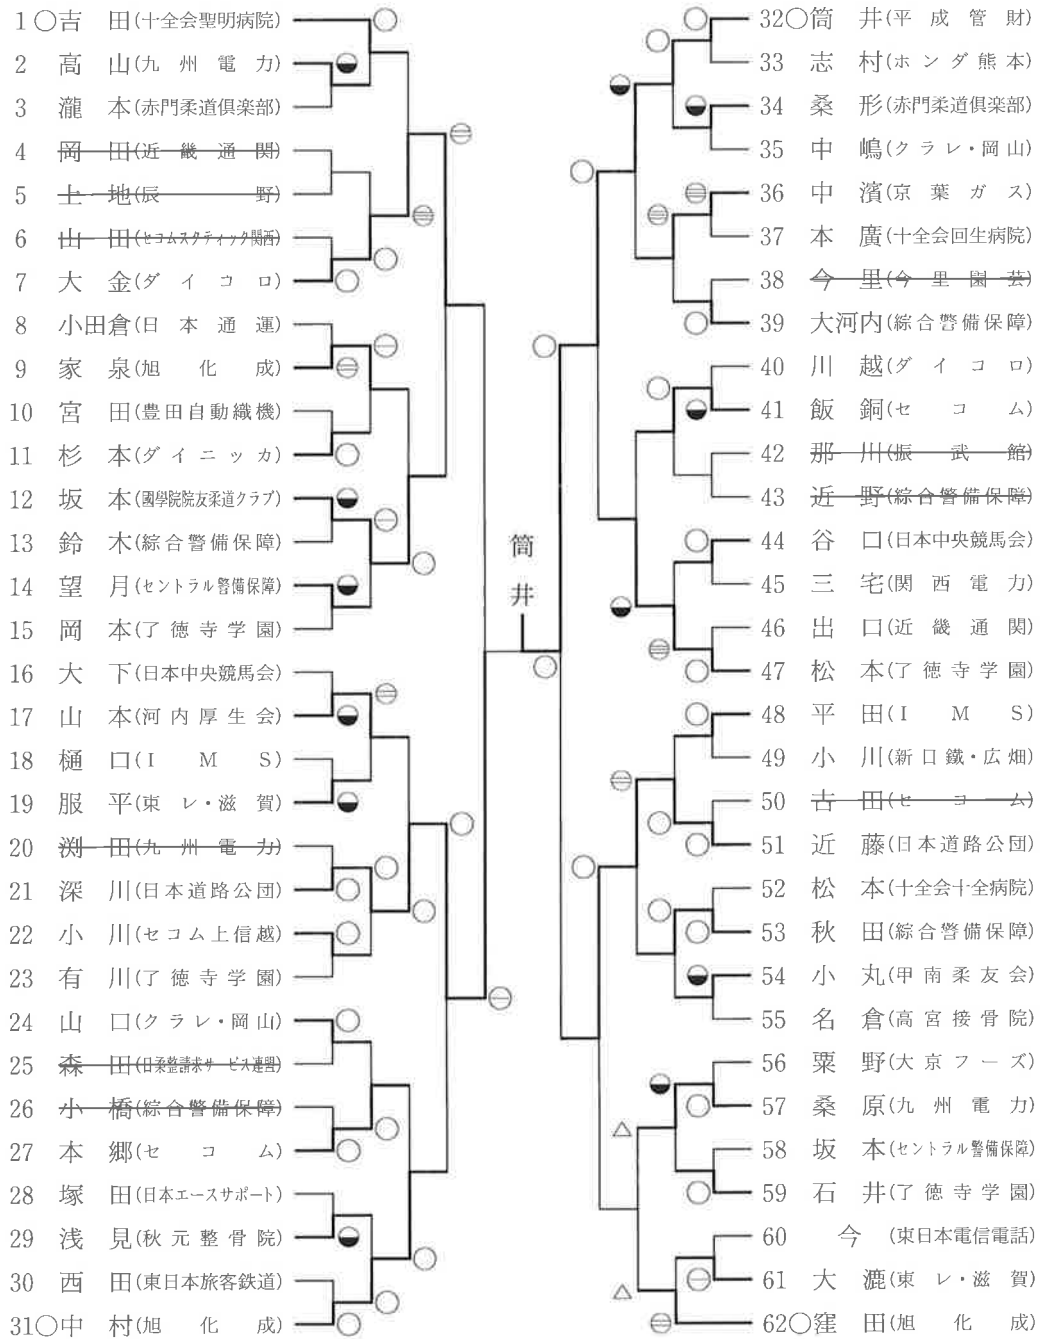 1○吉田(十全会聖明病院)
2 高山(九州電力)
3 瀧本(赤門柔道倶楽部)
4 岡田(近畿通関)
5 土地(辰野)
6 山田(セコムスタティック関西)
7 大金(ダイコロ)
8 小田倉(日本通運)
9 家泉(旭化成)
10 宮田(豊田自動織機)
11 杉本(ダイニッカ)
12 坂本(國學院院友柔道クラブ)
13 鈴木(綜合警備保障)
14 望月(セントラル警備保障)
15 岡本(了徳寺学園)
16 大下(日本中央競馬会)
17 山本(河内厚生会)
18 樋口(IMS)
19 服平(東レ・滋賀)
20 渕田(九州電力)
21 深川(日本道路公団)
22 小川(セコム上信越)
23 有川(了徳寺学園)
24 山口(クラレ・岡山)
25 森田(日柔整請求サービス連盟)
26 小橋(綜合警備保障)
27 本郷(セコム)
28 塚田(日本エースサポート)
29 浅見(秋元整骨院)
30 西田(東日本旅客鉄道)
31○中村(旭化成)
筒井
32○筒井(平成管財)
33 志村(ホンダ熊本)
34 桑形(赤門柔道倶楽部)
35 中嶋(クラレ・岡山)
36 中濱(京葉ガス)
37 本廣(十全会回生病院)
38 今里(今里園芸)
39 大河内(綜合警備保障)
40 川越(ダイコロ)
41 飯銅(セコム)
42 那川(振武館)
43 近野(綜合警備保障)
44 谷口(日本中央競馬会)
45 三宅(関西電力)
46 出口(近畿通関)
47 松本(了徳寺学園)
48 平田(IMS)
49 小川(新日鐵・広畑)
50 古田(セコム)
51 近藤(日本道路公団)
52 松本(十全会十全病院)
53 秋田(綜合警備保障)
54 小丸(甲南柔友会)
55 名倉(高宮接骨院)
56 粟野(大京フーズ)
57 桑原(九州電力)
58 坂本(セントラル警備保障)
59 石井(了徳寺学園)
60 今(東日本電信電話)
61 大漉(東レ・滋賀)
62○窪田(旭化成)